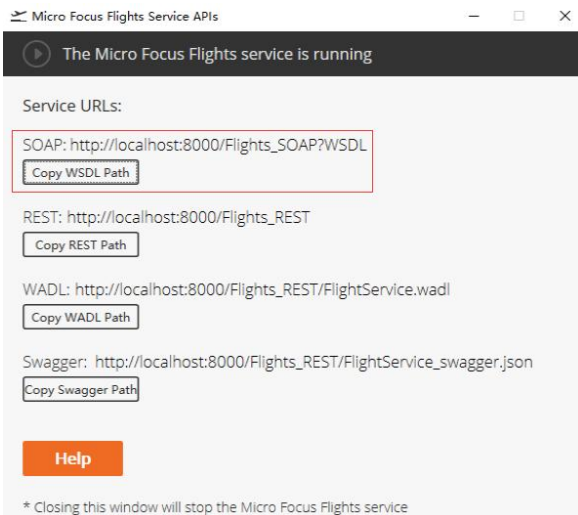 Micro Focus Flights Service APIs
The Micro Focus Flights service is running
Service URLs:
SOAP: http://localhost:8000/Flights_SOAP?WSDL
Copy WSDL Path
REST: http://localhost:8000/Flights_REST
Copy REST Path
WADL: http://localhost:8000/Flights_REST/FlightService.wadl
Copy WADL Path
Swagger: http://localhost:8000/Flights_REST/FlightService_swagger.json
Copy Swagger Path
Help
* Closing this window will stop the Micro Focus Flights service